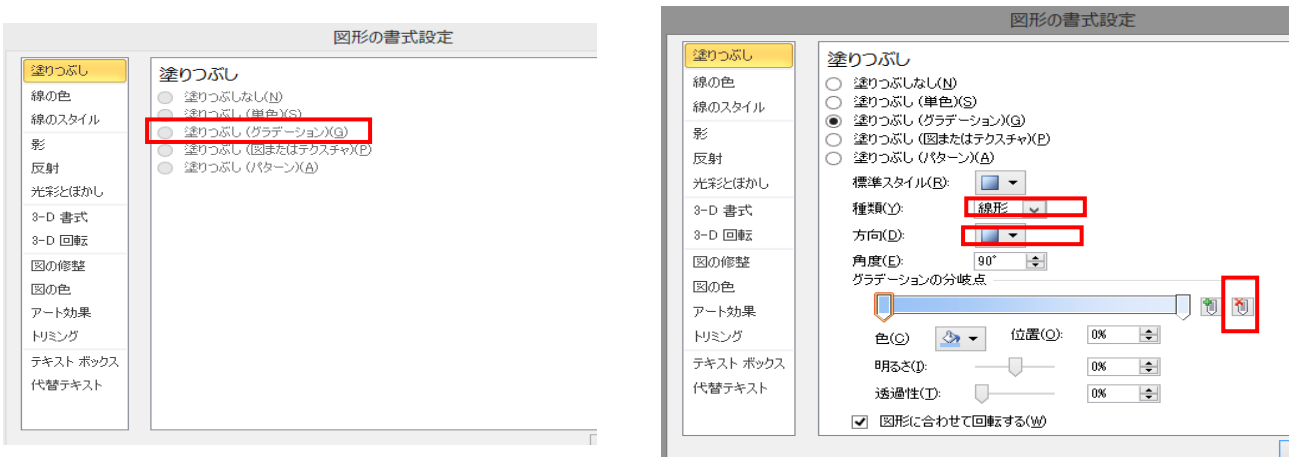 図形の書式設定
塗りつぶし
線の色
線のスタイル
影
反射
光彩とぼかし
3-D 書式
3-D 回転
図の修整
図の色
アート効果
トリミング
テキスト ボックス
代替テキスト
塗りつぶし
塗りつぶしなし(N)
塗りつぶし (単色)(S)
塗りつぶし (グラデーション)(G)
塗りつぶし (図またはテクスチャ)(P)
塗りつぶし (パターン)(A)
図形の書式設定
塗りつぶし
線の色
線のスタイル
影
反射
光彩とぼかし
3-D 書式
3-D 回転
図の修整
図の色
アート効果
トリミング
テキスト ボックス
代替テキスト
塗りつぶし
塗りつぶしなし(N)
塗りつぶし (単色)(S)
塗りつぶし (グラデーション)(G)
塗りつぶし (図またはテクスチャ)(P)
塗りつぶし (パターン)(A)
標準スタイル(R):
種類(Y): 線形
方向(D):
角度(E): 90°
グラデーションの分岐点
色(C) 位置(O): 0%
明るさ(I): 0%
透過性(T): 0%
図形に合わせて回転する(W)